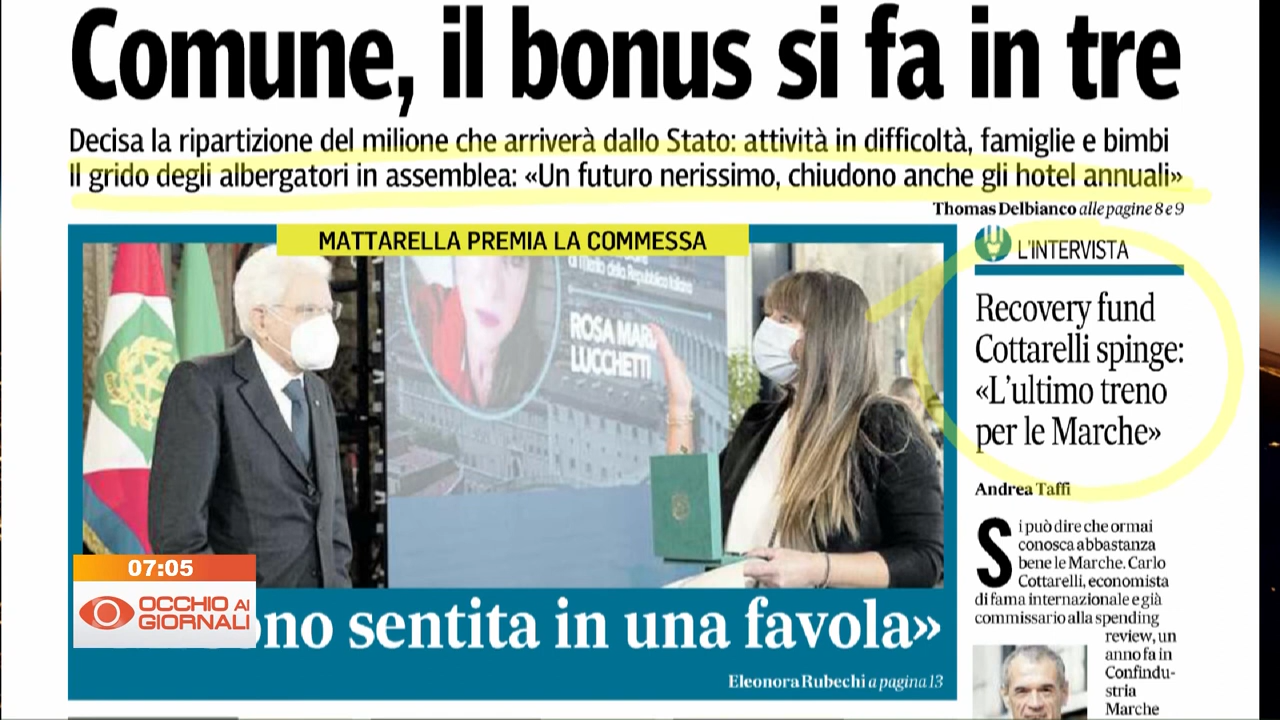 Comune, il bonus si fa in tre
Decisa la ripartizione del milione che arriverà dallo Stato: attività in difficoltà, famiglie e bimbi
Il grido degli albergatori in assemblea: «Un futuro nerissimo, chiudono anche gli hotel annuali»
Thomas Delbianco alle pagine 8 e 9
MATTARELLA PREMIA LA COMMESSA
di Merito della Repubblica Italiana
ROSA MARIA
LUCCHETTI
ono sentita in una favola»
Eleonora Rubechi a pagina 13
L'INTERVISTA
Recovery fund
Cottarelli spinge:
«L'ultimo treno
per le Marche»
Andrea Taffi
Si può dire che ormai
conosca abbastanza
bene le Marche. Carlo
Cottarelli, economista
di fama internazionale e già
commissario alla spending
review, un
anno fa in
Confindu-
stria
Marche
07:05
OCCHIO AI
GIORNALI